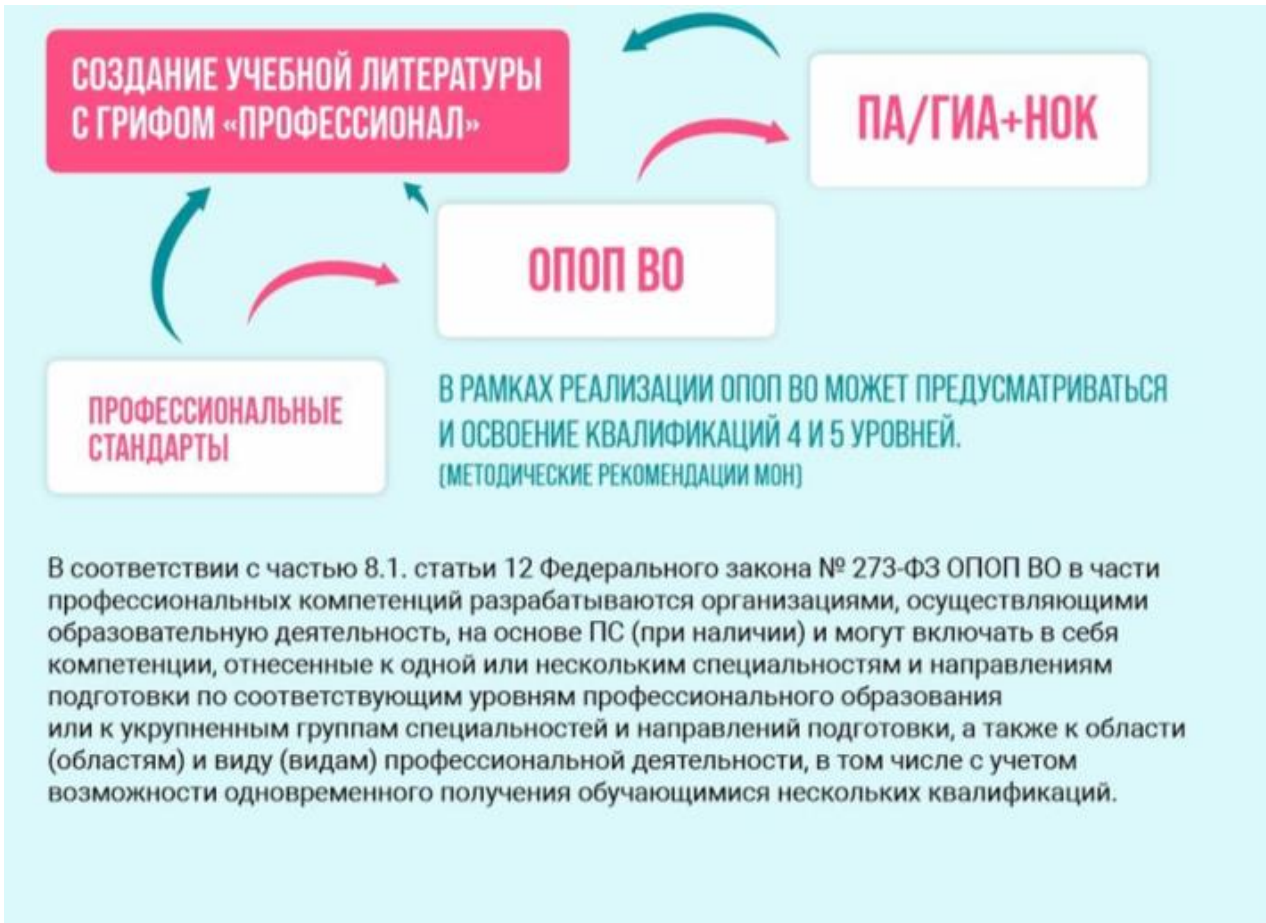 СОЗДАНИЕ УЧЕБНОЙ ЛИТЕРАТУРЫ
С ГРИФОМ «ПРОФЕССИОНАЛ»
ПА/ГИА+НОК
ОПОП ВО
ПРОФЕССИОНАЛЬНЫЕ
СТАНДАРТЫ
В РАМКАХ РЕАЛИЗАЦИИ ОПОП ВО МОЖЕТ ПРЕДУСМАТРИВАТЬСЯ
И ОСВОЕНИЕ КВАЛИФИКАЦИЙ 4 И 5 УРОВНЕЙ.
(МЕТОДИЧЕСКИЕ РЕКОМЕНДАЦИИ МОН)
В соответствии с частью 8.1. статьи 12 Федерального закона № 273-ФЗ ОПОП ВО в части
профессиональных компетенций разрабатываются организациями, осуществляющими
образовательную деятельность, на основе ПС (при наличии) и могут включать в себя
компетенции, отнесенные к одной или нескольким специальностям и направлениям
подготовки по соответствующим уровням профессионального образования
или к укрупненным группам специальностей и направлений подготовки, а также к области
(областям) и виду (видам) профессиональной деятельности, в том числе с учетом
возможности одновременного получения обучающимися нескольких квалификаций.